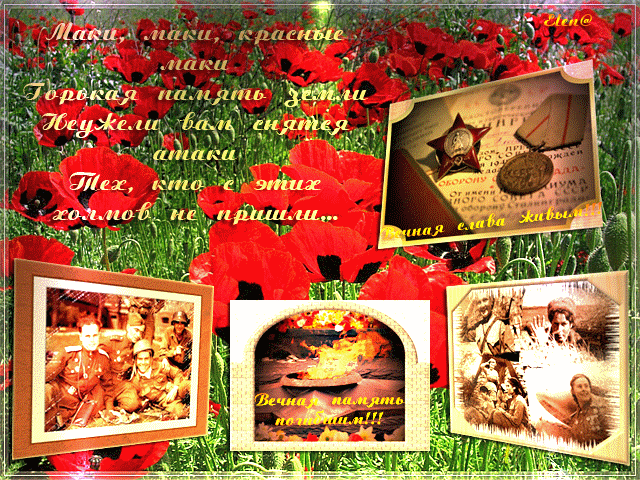 Elen@
Маки, маки, красные
маки
Горькая память земли
Неужели вам снятся
атаки
Тех, кто с этих
холмов не пришли...
Вечная слава живым!!!
Вечная память
погибшим!!!